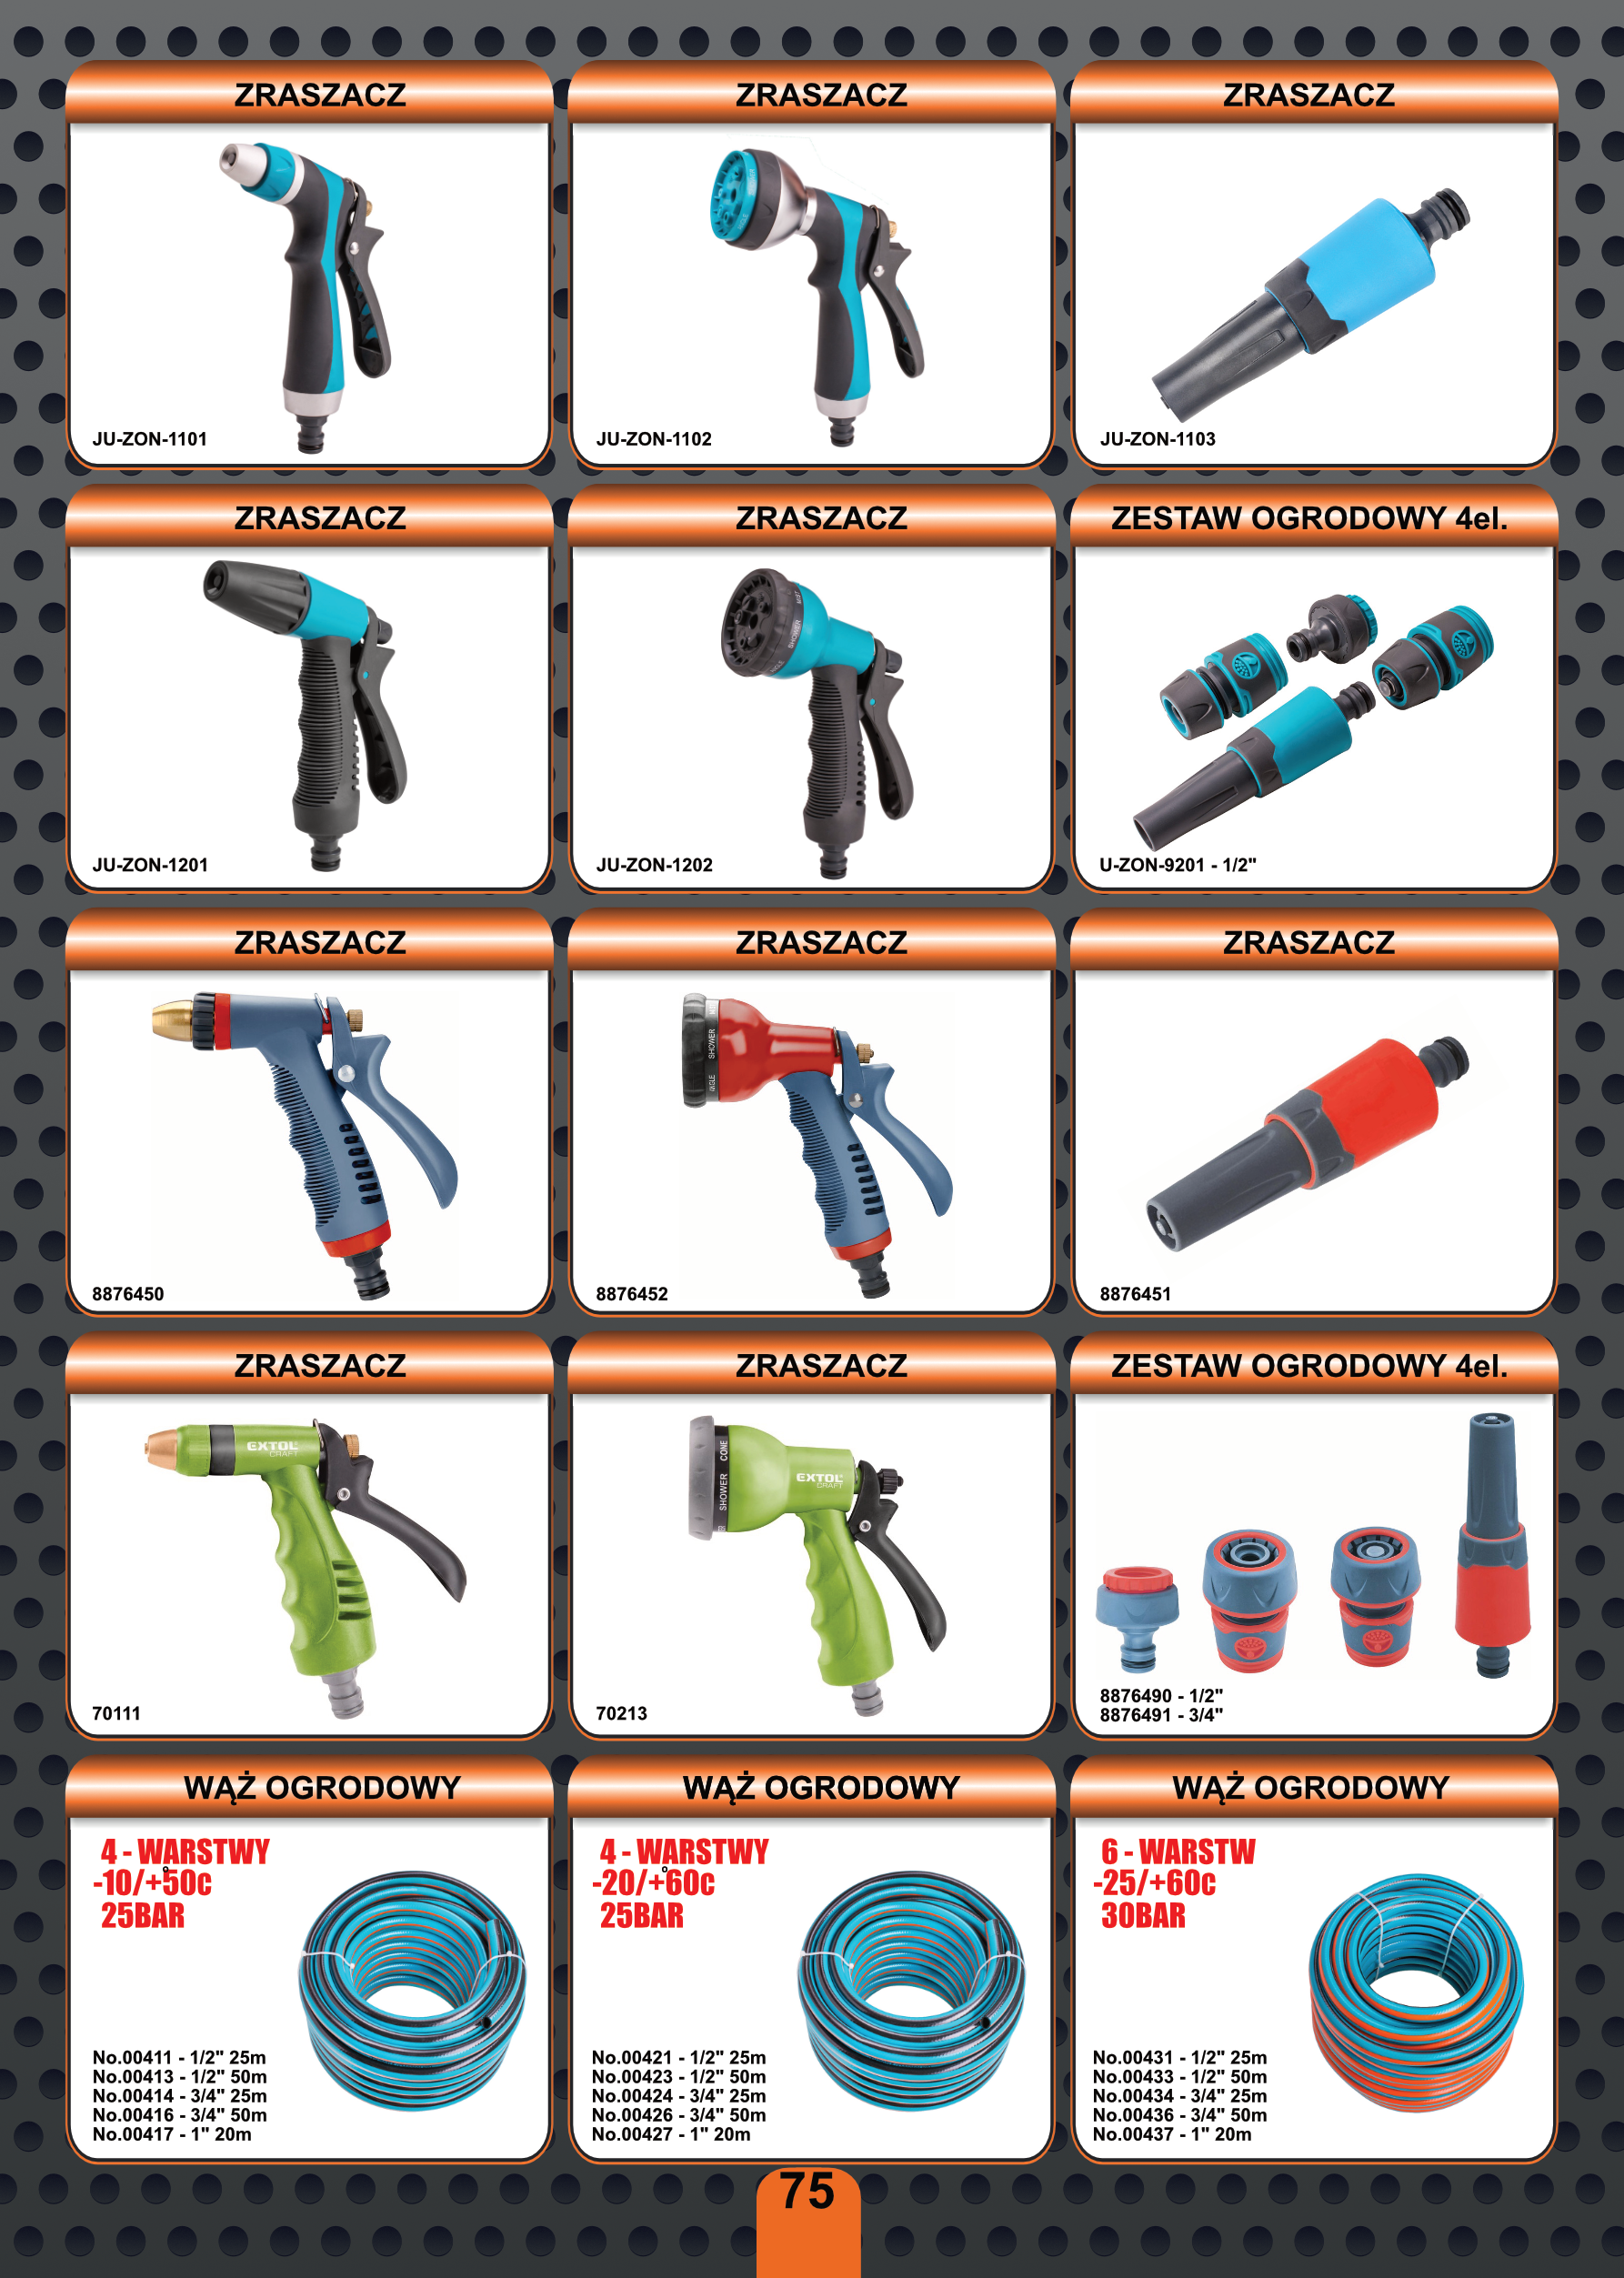 ZRASZACZ
JU-ZON-1101
ZRASZACZ
JU-ZON-1102
ZRASZACZ
JU-ZON-1103
ZRASZACZ
JU-ZON-1201
ZRASZACZ
SHOWER
JU-ZON-1202
ZESTAW OGRODOWY 4el.
U-ZON-9201 - 1/2"
ZRASZACZ
8876450
ZRASZACZ
SHOWER
ANGLE
8876452
ZRASZACZ
8876451
ZRASZACZ
EXTOL
CRAFT
70111
ZRASZACZ
CONE
SHOWER
EXTOL
CRAFT
70213
ZESTAW OGRODOWY 4el.
8876490 - 1/2"
8876491 - 3/4"
WĄŻ OGRODOWY
4 - WARSTWY
-10/+50°C
25BAR
No.00411 - 1/2" 25m
No.00413 - 1/2" 50m
No.00414 - 3/4" 25m
No.00416 - 3/4" 50m
No.00417 - 1" 20m
WĄŻ OGRODOWY
4 - WARSTWY
-20/+60°C
25BAR
No.00421 - 1/2" 25m
No.00423 - 1/2" 50m
No.00424 - 3/4" 25m
No.00426 - 3/4" 50m
No.00427 - 1" 20m
WĄŻ OGRODOWY
6 - WARSTW
-25/+60C
30BAR
No.00431 - 1/2" 25m
No.00433 - 1/2" 50m
No.00434 - 3/4" 25m
No.00436 - 3/4" 50m
No.00437 - 1" 20m
75